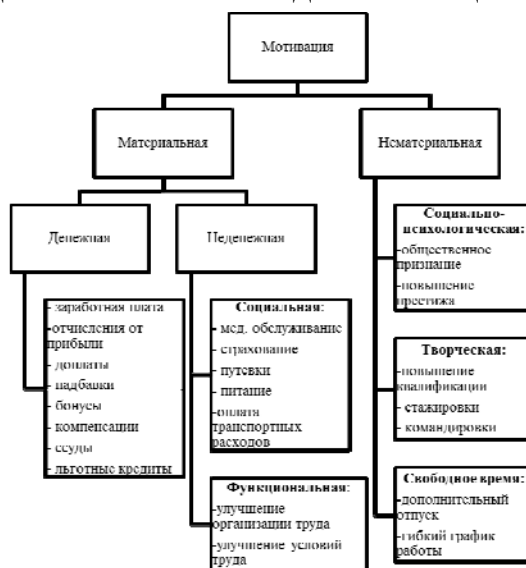 Мотивация
Материальная
Нематериальная
Денежная
Неденежная
- заработная плата
-отчисления от
прибыли
- доплаты
- надбавки
- бонусы
- компенсации
- ссуды
- льготные кредиты
Социальная:
- мед. обслуживание
- страхование
- путевки
- питание
-оплата
транспортных
расходов
Функциональная:
-улучшение
организации труда
-улучшение условий
труда
Социально-
психологическая:
-общественное
признание
-повышение
престижа
Творческая:
-повышение
квалификации
- стажировки
- командировки
Свободное время:
-дополнительный
отпуск
-гибкий график
работы